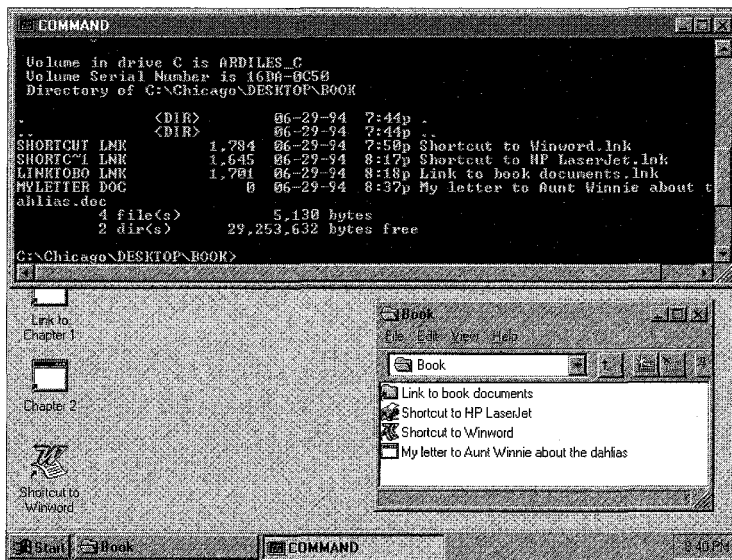 COMMAND
Volume in drive C is ARDILES_C
Volume Serial Number is 16DA-0C50
Directory of C:\Chicago\DESKTOP\BOOK
. <DIR> 06-29-94 7:44p .
.. <DIR> 06-29-94 7:44p ..
SHORTCUT LNK 1,784 06-29-94 7:50p Shortcut to Winword.lnk
SHORTC~1 LNK 1,645 06-29-94 8:17p Shortcut to HP LaserJet.lnk
LINKTOBO LNK 1,701 06-29-94 8:18p Link to book documents.lnk
MYLETTER DOC 0 06-29-94 8:37p My letter to Aunt Winnie about t
ahlias.doc
4 file(s) 5,130 bytes
2 dir(s) 29,253,632 bytes free
C:\Chicago\DESKTOP\BOOK>
Link to
Chapter 1
Chapter 2
Shortcut to
Winword
Book
File Edit View Help
Book
Link to book documents
Shortcut to HP LaserJet
Shortcut to Winword
My letter to Aunt Winnie about the dahlias
Start Book COMMAND 8:40 PM